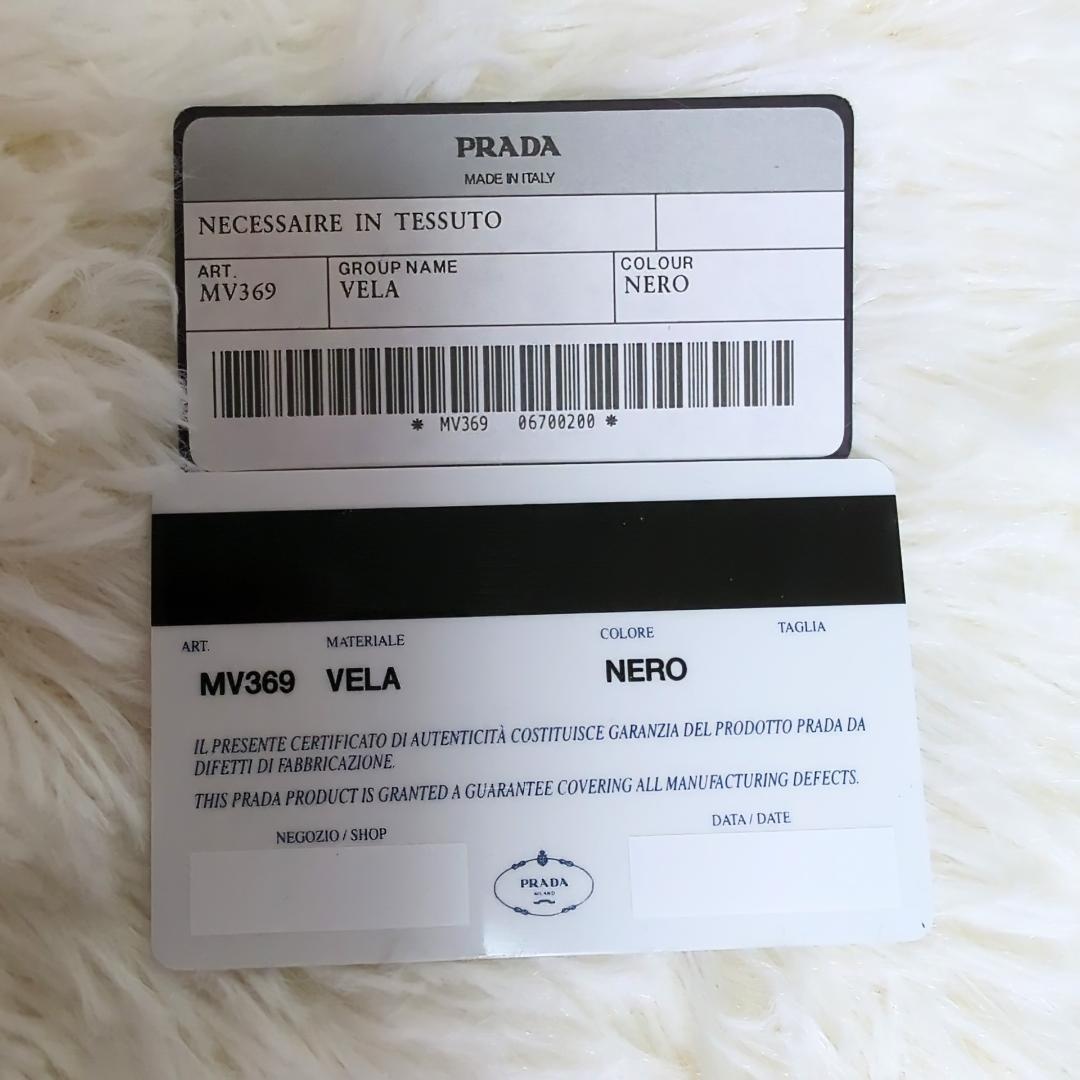 PRADA
MADE IN ITALY
NECESSAIRE IN TESSUTO
ART. GROUP NAME COLOUR
MV369 VELA NERO
* MV369 06700200 *
ART. MATERIALE COLORE TAGLIA
MV369 VELA NERO
IL PRESENTE CERTIFICATO DI AUTENTICITÀ COSTITUISCE GARANZIA DEL PRODOTTO PRADA DA
DIFETTI DI FABBRICAZIONE.
THIS PRADA PRODUCT IS GRANTED A GUARANTEE COVERING ALL MANUFACTURING DEFECTS.
NEGOZIO / SHOP DATA / DATE
PRADA
MILANO